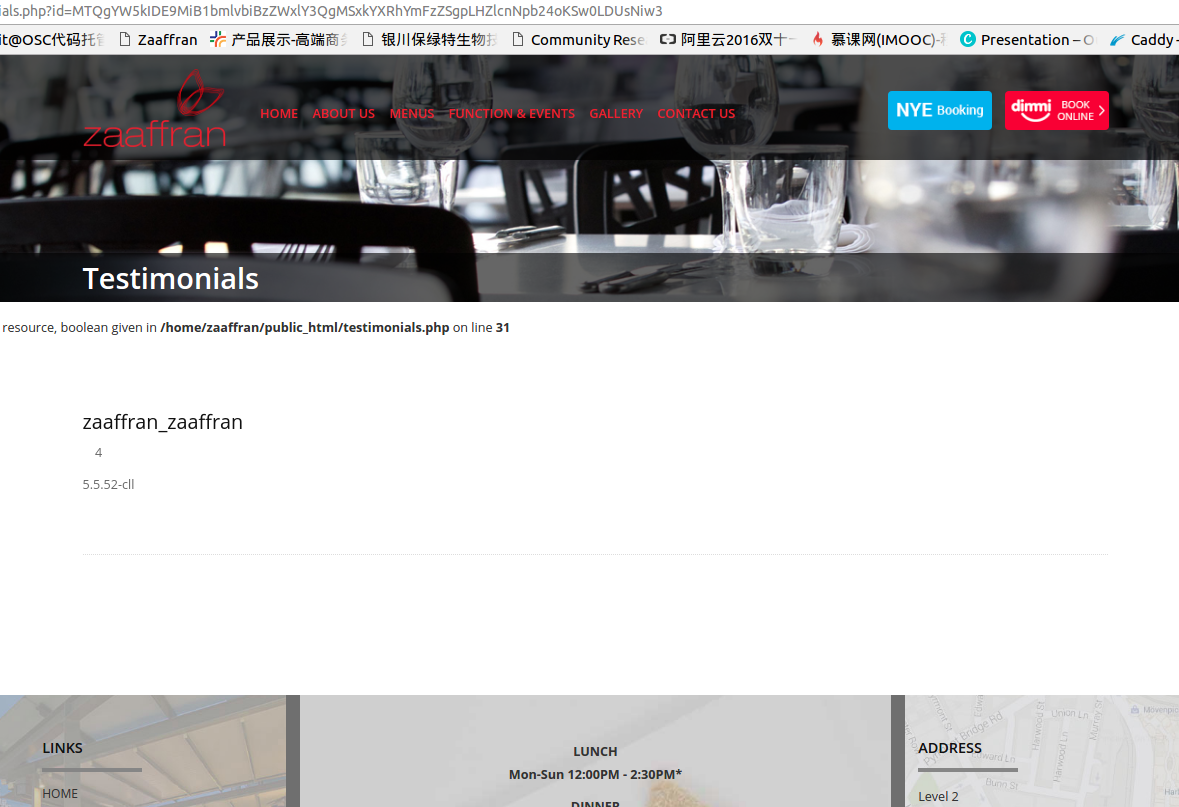 ials.php?id=MTQgYW5kIDE9MiB1bmlvbiBzZWxlY3QgMSxkYXRhYmFzZSgpLHZlcnNpb24oKSw0LDUsNiw3
it@OSC代码托管 Zaaffran 产品展示-高端商务 银川保绿特生物技 Community Rese 阿里云2016双十一 慕课网(IMOOC)- Presentation – O Caddy -
zaaffran
HOME ABOUT US MENUS FUNCTION & EVENTS GALLERY CONTACT US
NYE Booking
dimmi BOOK ONLINE
Testimonials
resource, boolean given in /home/zaaffran/public_html/testimonials.php on line 31
zaaffran_zaaffran
4
5.5.52-cll
LINKS
HOME
LUNCH
Mon-Sun 12:00PM - 2:30PM*
DINNER
ADDRESS
Level 2
Union Ln
Harwood St
Murray St
Bridge Rd
Harwood Ln
Bunn St
Mövenpic